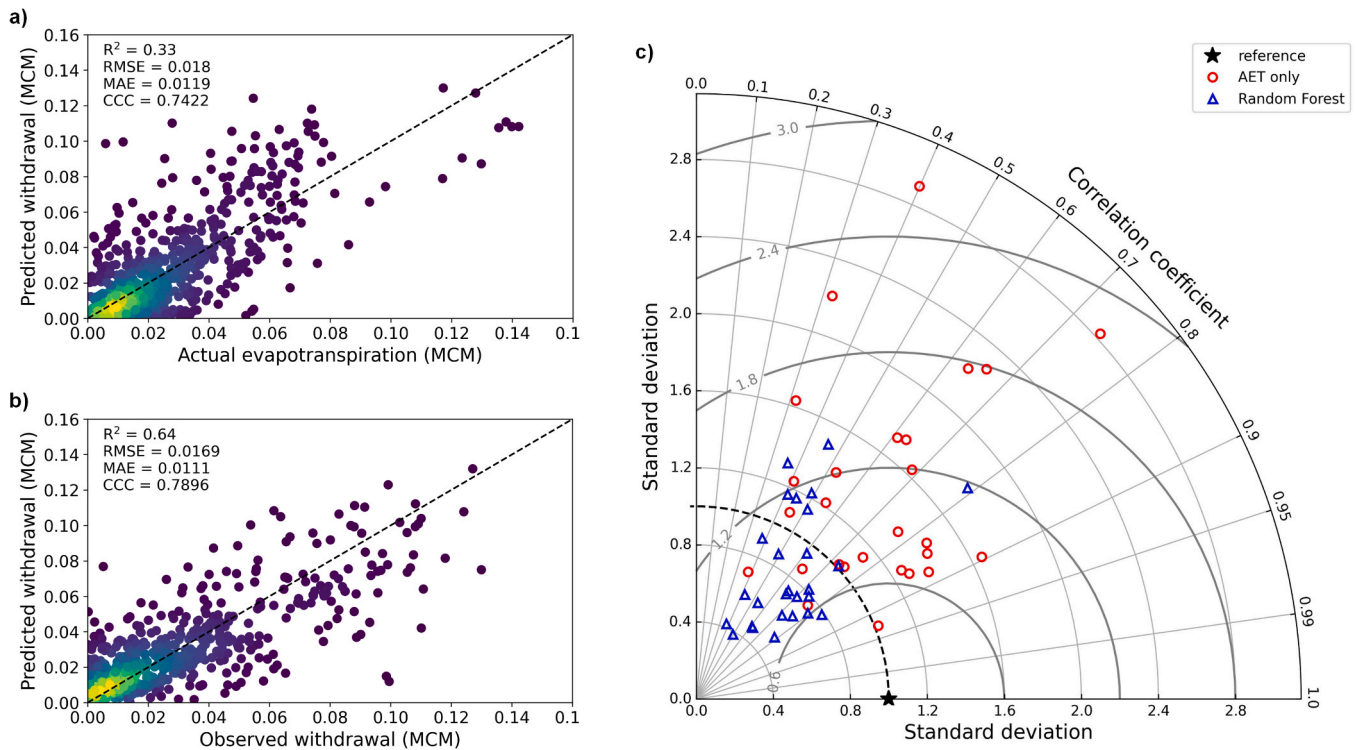 a)
Predicted withdrawal (MCM)
0.16
0.14
0.12
0.10
0.08
0.06
0.04
0.02
0.00
R² = 0.33
RMSE = 0.018
MAE = 0.0119
CCC = 0.7422
0.00 0.02 0.04 0.06 0.08 0.10 0.12 0.14 0.1
Actual evapotranspiration (MCM)
b)
Predicted withdrawal (MCM)
0.16
0.14
0.12
0.10
0.08
0.06
0.04
0.02
0.00
R² = 0.64
RMSE = 0.0169
MAE = 0.0111
CCC = 0.7896
0.00 0.02 0.04 0.06 0.08 0.10 0.12 0.14 0.1
Observed withdrawal (MCM)
c)
reference
AET only
Random Forest
0.0 0.1 0.2 0.3 0.4 0.5 0.6 0.7 0.8 0.9 0.95 0.99 1.0
Correlation coefficient
3.0
2.4
1.8
1.2
0.6
Standard deviation
2.8
2.4
2.0
1.6
1.2
0.8
0.4
0.0
0.4 0.8 1.2 1.6 2.0 2.4 2.8
Standard deviation